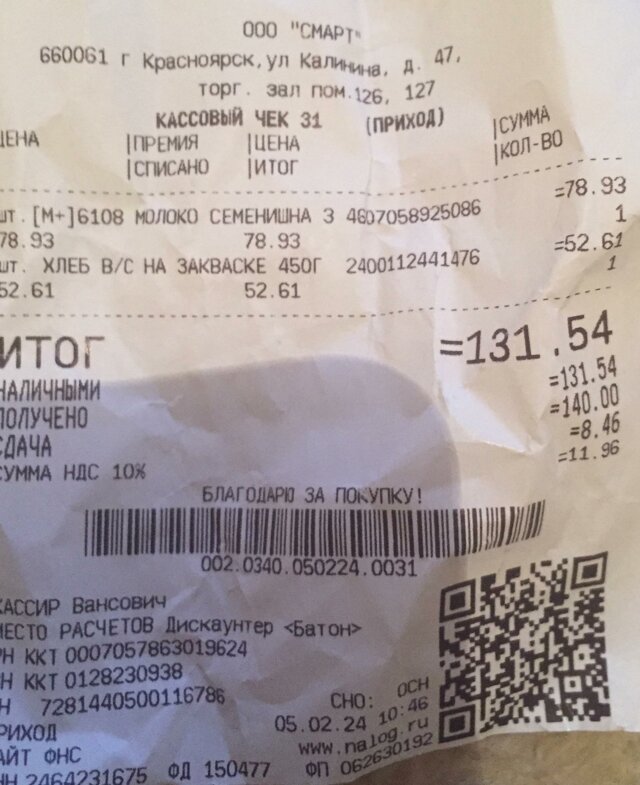 ООО "СМАРТ"
660061 г Красноярск, ул Калинина, д. 47,
торг. зал пом.126, 127
КАССОВЫЙ ЧЕК 31 (ПРИХОД)
ЦЕНА |ПРЕМИЯ |ЦЕНА |СУММА
|СПИСАНО |ИТОГ |КОЛ-ВО
шт. [М+]6108 МОЛОКО СЕМЕНИШНА 3 4607058925086 =78.93
78.93 78.93 1
шт. ХЛЕБ В/С НА ЗАКВАСКЕ 450Г 2400112441476 =52.61
52.61 52.61 1
ИТОГ =131.54
НАЛИЧНЫМИ =131.54
ПОЛУЧЕНО =140.00
СДАЧА =8.46
СУММА НДС 10% =11.96
БЛАГОДАРЮ ЗА ПОКУПКУ!
002.0340.050224.0031
КАССИР Вансович
МЕСТО РАСЧЕТОВ Дискаунтер <Батон>
РН ККТ 0007057863019624
ЗН ККТ 0128230938
ФН 7281440500116786 СНО: ОСН
ПРИХОД 05.02.24 10:46
САЙТ ФНС www.nalog.ru
ИНН 2464231675 ФД 150477 ФП 062630192